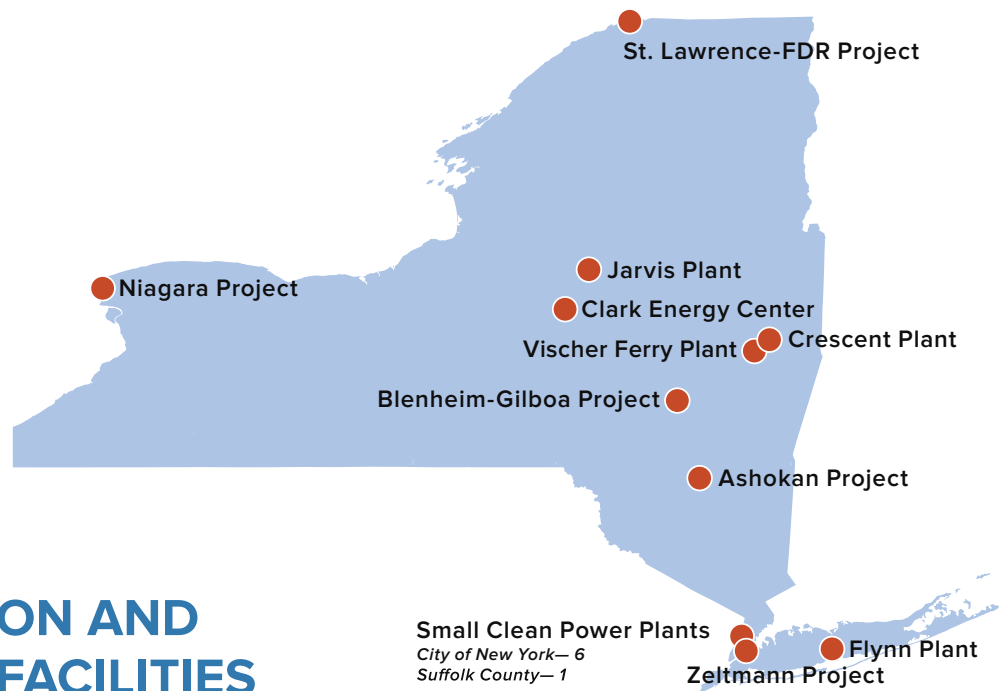 St. Lawrence-FDR Project
Jarvis Plant
Niagara Project
Clark Energy Center
Crescent Plant
Vischer Ferry Plant
Blenheim-Gilboa Project
Ashokan Project
ON AND
FACILITIES
Small Clean Power Plants
City of New York— 6
Suffolk County— 1
Flynn Plant
Zeltmann Project